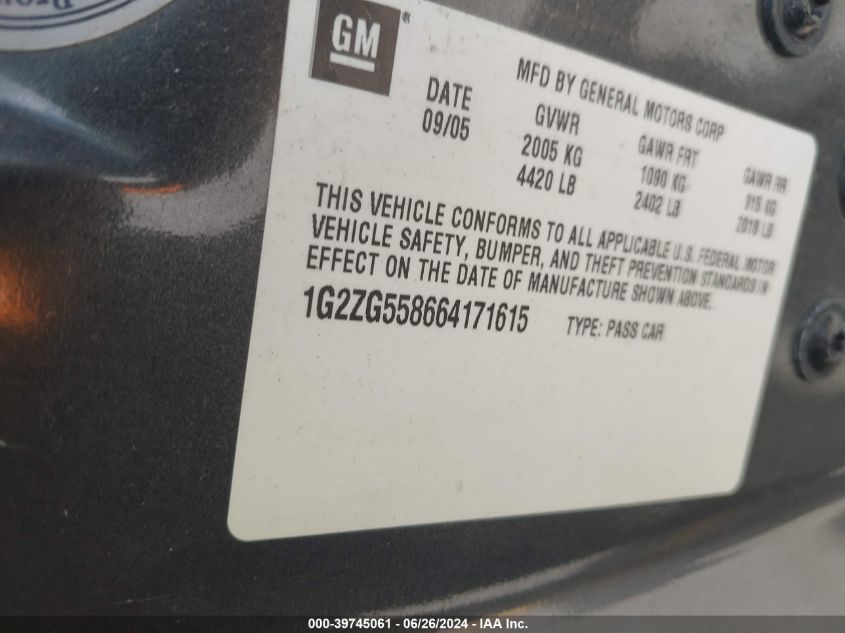 GM
DATE
09/05
MFD BY GENERAL MOTORS CORP
GVWR
2005 KG
4420 LB
GAWR FRT
1090 KG
2402 LB
GAWR RR
915 KG
2018 LB
THIS VEHICLE CONFORMS TO ALL APPLICABLE U.S. FEDERAL MOTOR
VEHICLE SAFETY, BUMPER, AND THEFT PREVENTION STANDARDS IN
EFFECT ON THE DATE OF MANUFACTURE SHOWN ABOVE.
1G2ZG558664171615 TYPE: PASS CAR
000-39745061 / 06/26/2024 / IAA Inc.